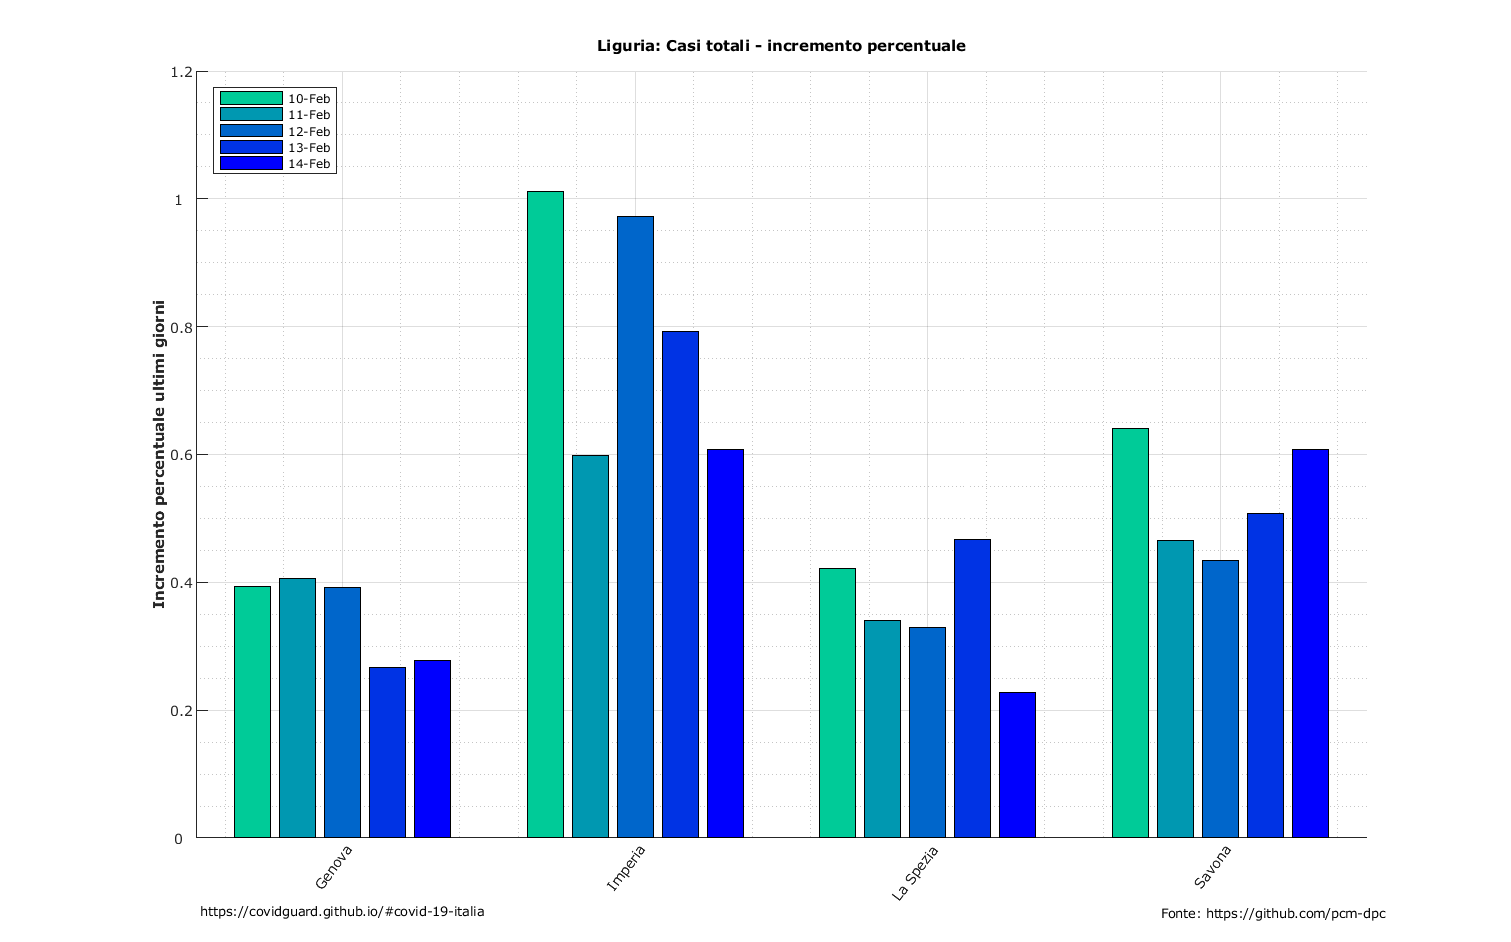 Liguria: Casi totali - incremento percentuale
10-Feb
11-Feb
12-Feb
13-Feb
14-Feb
Incremento percentuale ultimi giorni
1.2
1
0.8
0.6
0.4
0.2
0
Genova
Imperia
La Spezia
Savona
https://covidguard.github.io/#covid-19-italia
Fonte: https://github.com/pcm-dpc